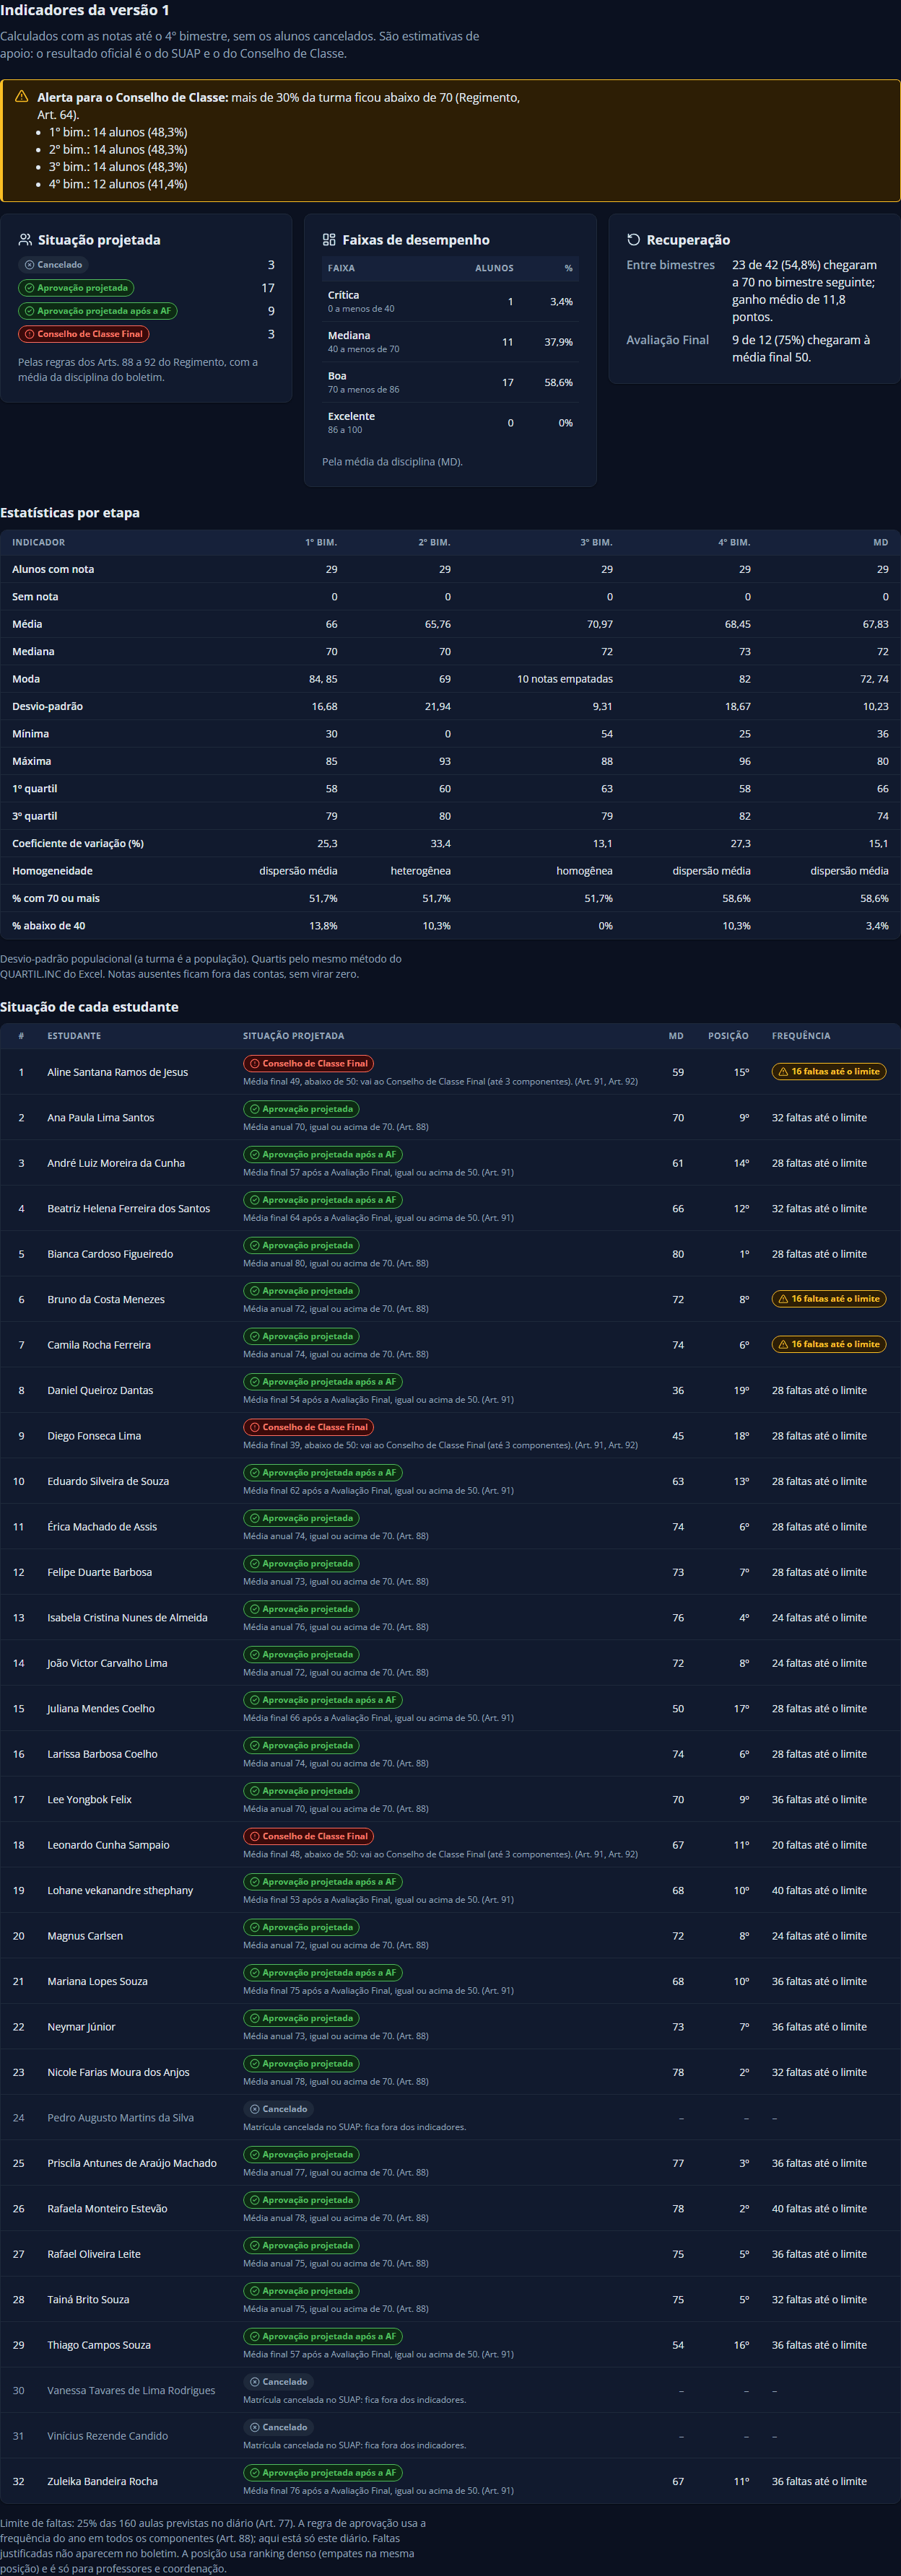 Indicadores da versão 1
Calculados com as notas até o 4º bimestre, sem os alunos cancelados. São estimativas de
apoio: o resultado oficial é o do SUAP e o do Conselho de Classe.
Alerta para o Conselho de Classe: mais de 30% da turma ficou abaixo de 70 (Regimento,
Art. 64).
• 1º bim.: 14 alunos (48,3%)
• 2º bim.: 14 alunos (48,3%)
• 3º bim.: 14 alunos (48,3%)
• 4º bim.: 12 alunos (41,4%)
Situação projetada
Cancelado 3
Aprovação projetada 17
Aprovação projetada após a AF 9
Conselho de Classe Final 3
Pelas regras dos Arts. 88 a 92 do Regimento, com a
média da disciplina do boletim.
Faixas de desempenho
FAIXA ALUNOS %
Crítica
0 a menos de 40
1 3,4%
Mediana
40 a menos de 70
11 37,9%
Boa
70 a menos de 86
17 58,6%
Excelente
86 a 100
0 0%
Pela média da disciplina (MD).
Recuperação
Entre bimestres 23 de 42 (54,8%) chegaram
a 70 no bimestre seguinte;
ganho médio de 11,8
pontos.
Avaliação Final 9 de 12 (75%) chegaram à
média final 50.
Estatísticas por etapa
INDICADOR 1º BIM. 2º BIM. 3º BIM. 4º BIM. MD
Alunos com nota 29 29 29 29 29
Sem nota 0 0 0 0 0
Média 66 65,76 70,97 68,45 67,83
Mediana 70 70 72 73 72
Moda 84, 85 69 10 notas empatadas 82 72, 74
Desvio-padrão 16,68 21,94 9,31 18,67 10,23
Mínima 30 0 54 25 36
Máxima 85 93 88 96 80
1º quartil 58 60 63 58 66
3º quartil 79 80 79 82 74
Coeficiente de variação (%) 25,3 33,4 13,1 27,3 15,1
Homogeneidade dispersão média heterogênea homogênea dispersão média dispersão média
% com 70 ou mais 51,7% 51,7% 51,7% 58,6% 58,6%
% abaixo de 40 13,8% 10,3% 0% 10,3% 3,4%
Desvio-padrão populacional (a turma é a população). Quartis pelo mesmo método do
QUARTIL.INC do Excel. Notas ausentes ficam fora das contas, sem virar zero.
Situação de cada estudante
# ESTUDANTE SITUAÇÃO PROJETADA MD POSIÇÃO FREQUÊNCIA
1 Aline Santana Ramos de Jesus Conselho de Classe Final 59 15º 16 faltas até o limite
Média final 49, abaixo de 50: vai ao Conselho de Classe Final (até 3 componentes). (Art. 91, Art. 92)
2 Ana Paula Lima Santos Aprovação projetada 70 9º 32 faltas até o limite
Média anual 70, igual ou acima de 70. (Art. 88)
3 André Luiz Moreira da Cunha Aprovação projetada após a AF 61 14º 28 faltas até o limite
Média final 57 após a Avaliação Final, igual ou acima de 50. (Art. 91)
4 Beatriz Helena Ferreira dos Santos Aprovação projetada após a AF 66 12º 32 faltas até o limite
Média final 64 após a Avaliação Final, igual ou acima de 50. (Art. 91)
5 Bianca Cardoso Figueiredo Aprovação projetada 80 1º 28 faltas até o limite
Média anual 80, igual ou acima de 70. (Art. 88)
6 Bruno da Costa Menezes Aprovação projetada 72 8º 16 faltas até o limite
Média anual 72, igual ou acima de 70. (Art. 88)
7 Camila Rocha Ferreira Aprovação projetada 74 6º 16 faltas até o limite
Média anual 74, igual ou acima de 70. (Art. 88)
8 Daniel Queiroz Dantas Aprovação projetada após a AF 36 19º 28 faltas até o limite
Média final 54 após a Avaliação Final, igual ou acima de 50. (Art. 91)
9 Diego Fonseca Lima Conselho de Classe Final 45 18º 28 faltas até o limite
Média final 39, abaixo de 50: vai ao Conselho de Classe Final (até 3 componentes). (Art. 91, Art. 92)
10 Eduardo Silveira de Souza Aprovação projetada após a AF 63 13º 28 faltas até o limite
Média final 62 após a Avaliação Final, igual ou acima de 50. (Art. 91)
11 Érica Machado de Assis Aprovação projetada 74 6º 28 faltas até o limite
Média anual 74, igual ou acima de 70. (Art. 88)
12 Felipe Duarte Barbosa Aprovação projetada 73 7º 28 faltas até o limite
Média anual 73, igual ou acima de 70. (Art. 88)
13 Isabela Cristina Nunes de Almeida Aprovação projetada 76 4º 24 faltas até o limite
Média anual 76, igual ou acima de 70. (Art. 88)
14 João Victor Carvalho Lima Aprovação projetada 72 8º 24 faltas até o limite
Média anual 72, igual ou acima de 70. (Art. 88)
15 Juliana Mendes Coelho Aprovação projetada após a AF 50 17º 28 faltas até o limite
Média final 66 após a Avaliação Final, igual ou acima de 50. (Art. 91)
16 Larissa Barbosa Coelho Aprovação projetada 74 6º 28 faltas até o limite
Média anual 74, igual ou acima de 70. (Art. 88)
17 Lee Yongbok Felix Aprovação projetada 70 9º 36 faltas até o limite
Média anual 70, igual ou acima de 70. (Art. 88)
18 Leonardo Cunha Sampaio Conselho de Classe Final 67 11º 20 faltas até o limite
Média final 48, abaixo de 50: vai ao Conselho de Classe Final (até 3 componentes). (Art. 91, Art. 92)
19 Lohane vekanandre sthephany Aprovação projetada após a AF 68 10º 40 faltas até o limite
Média final 53 após a Avaliação Final, igual ou acima de 50. (Art. 91)
20 Magnus Carlsen Aprovação projetada 72 8º 24 faltas até o limite
Média anual 72, igual ou acima de 70. (Art. 88)
21 Mariana Lopes Souza Aprovação projetada após a AF 68 10º 36 faltas até o limite
Média final 75 após a Avaliação Final, igual ou acima de 50. (Art. 91)
22 Neymar Júnior Aprovação projetada 73 7º 36 faltas até o limite
Média anual 73, igual ou acima de 70. (Art. 88)
23 Nicole Farias Moura dos Anjos Aprovação projetada 78 2º 32 faltas até o limite
Média anual 78, igual ou acima de 70. (Art. 88)
24 Pedro Augusto Martins da Silva Cancelado – – –
Matrícula cancelada no SUAP: fica fora dos indicadores.
25 Priscila Antunes de Araújo Machado Aprovação projetada 77 3º 36 faltas até o limite
Média anual 77, igual ou acima de 70. (Art. 88)
26 Rafaela Monteiro Estevão Aprovação projetada 78 2º 40 faltas até o limite
Média anual 78, igual ou acima de 70. (Art. 88)
27 Rafael Oliveira Leite Aprovação projetada 75 5º 36 faltas até o limite
Média anual 75, igual ou acima de 70. (Art. 88)
28 Tainá Brito Souza Aprovação projetada 75 5º 32 faltas até o limite
Média anual 75, igual ou acima de 70. (Art. 88)
29 Thiago Campos Souza Aprovação projetada após a AF 54 16º 36 faltas até o limite
Média final 57 após a Avaliação Final, igual ou acima de 50. (Art. 91)
30 Vanessa Tavares de Lima Rodrigues Cancelado – – –
Matrícula cancelada no SUAP: fica fora dos indicadores.
31 Vinícius Rezende Candido Cancelado – – –
Matrícula cancelada no SUAP: fica fora dos indicadores.
32 Zuleika Bandeira Rocha Aprovação projetada após a AF 67 11º 36 faltas até o limite
Média final 76 após a Avaliação Final, igual ou acima de 50. (Art. 91)
Limite de faltas: 25% das 160 aulas previstas no diário (Art. 77). A regra de aprovação usa a
frequência do ano em todos os componentes (Art. 88); aqui está só este diário. Faltas
justificadas não aparecem no boletim. A posição usa ranking denso (empates na mesma
posição) e é só para professores e coordenação.